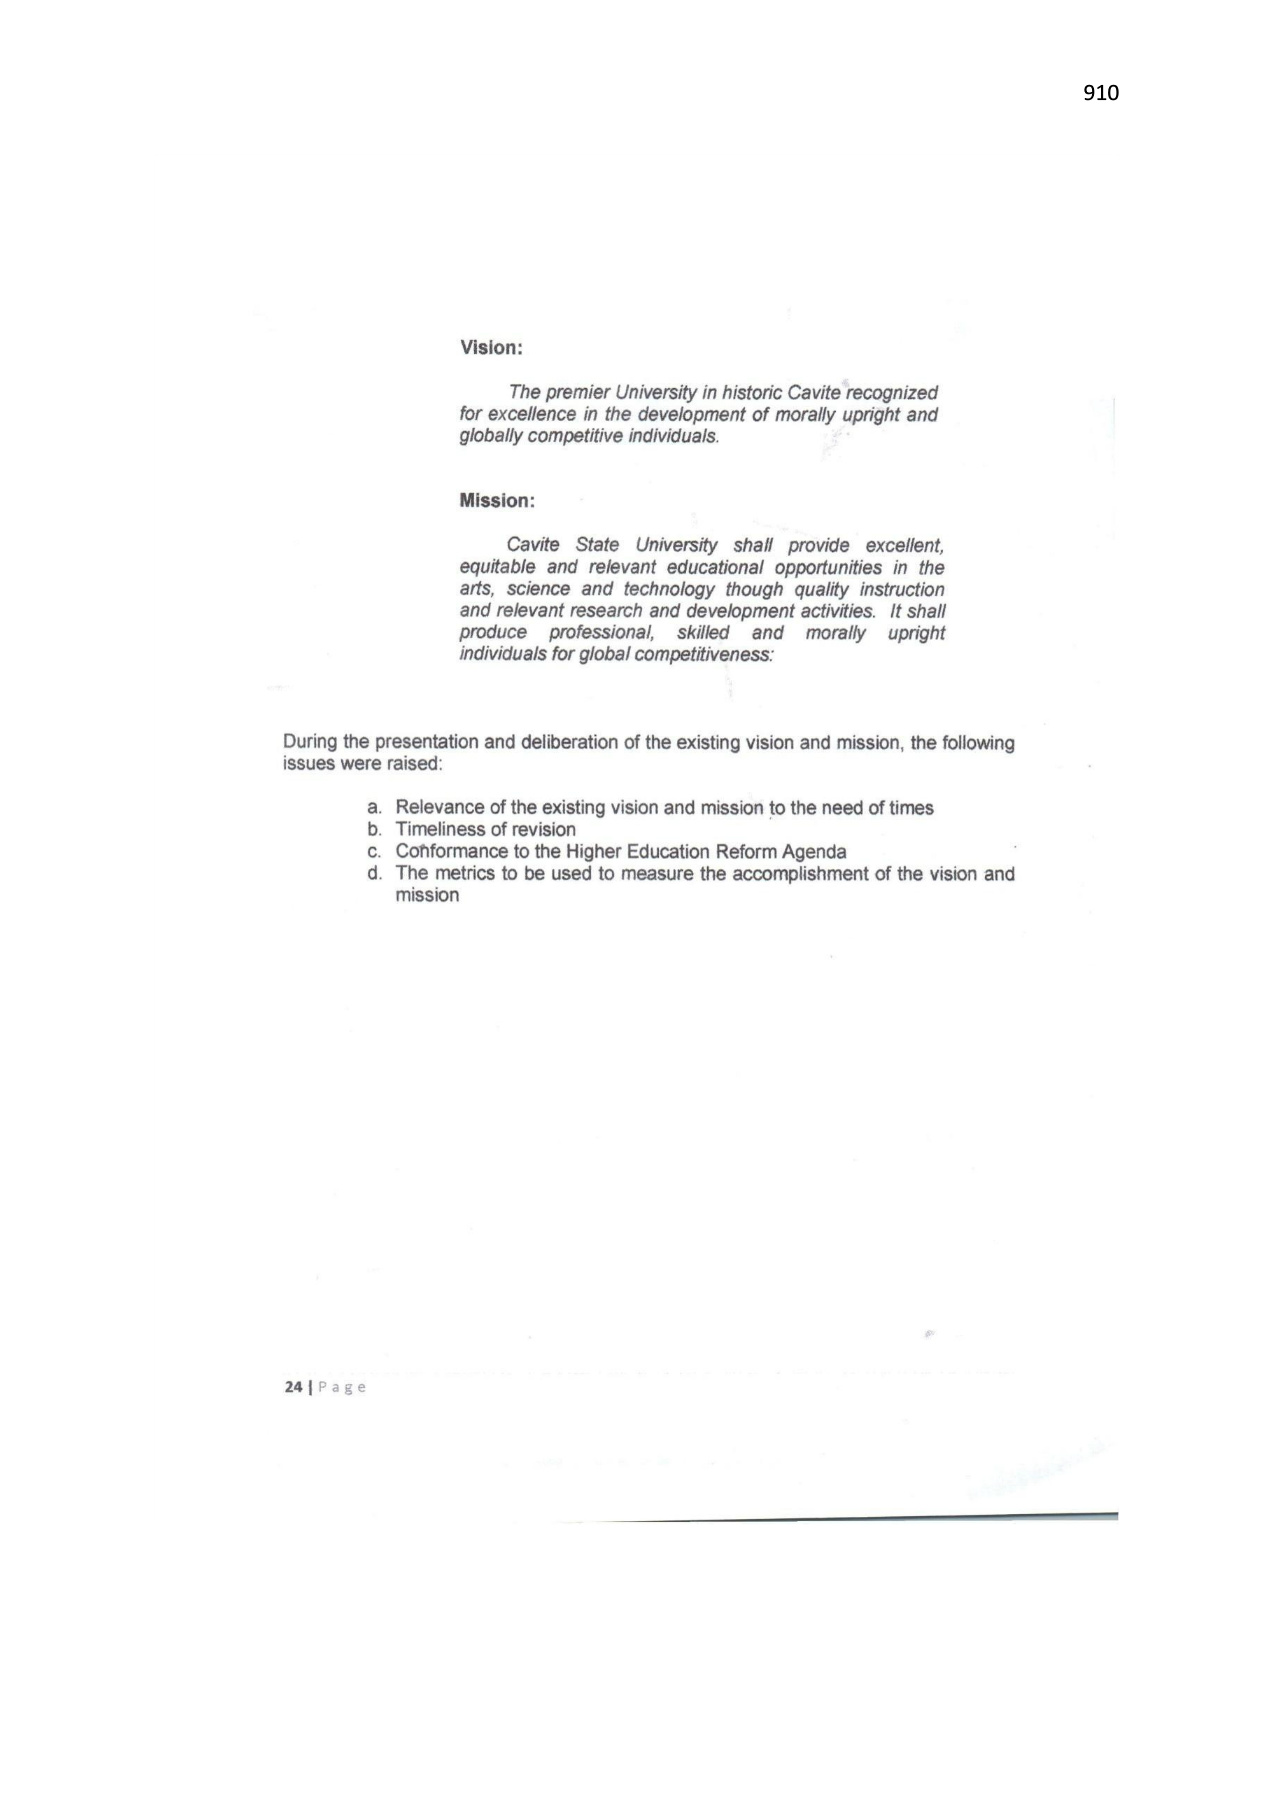 910
Vision:
The premier University in historic Cavite recognized
for excellence in the development of morally upright and
globally competitive individuals.
Mission:
Cavite State University shall provide excellent,
equitable and relevant educational opportunities in the
arts, science and technology though quality instruction
and relevant research and development activities. It shall
produce professional, skilled and morally upright
individuals for global competitiveness:
During the presentation and deliberation of the existing vision and mission, the following
issues were raised:
a. Relevance of the existing vision and mission to the need of times
b. Timeliness of revision
c. Conformance to the Higher Education Reform Agenda
d. The metrics to be used to measure the accomplishment of the vision and
mission
24 | Page